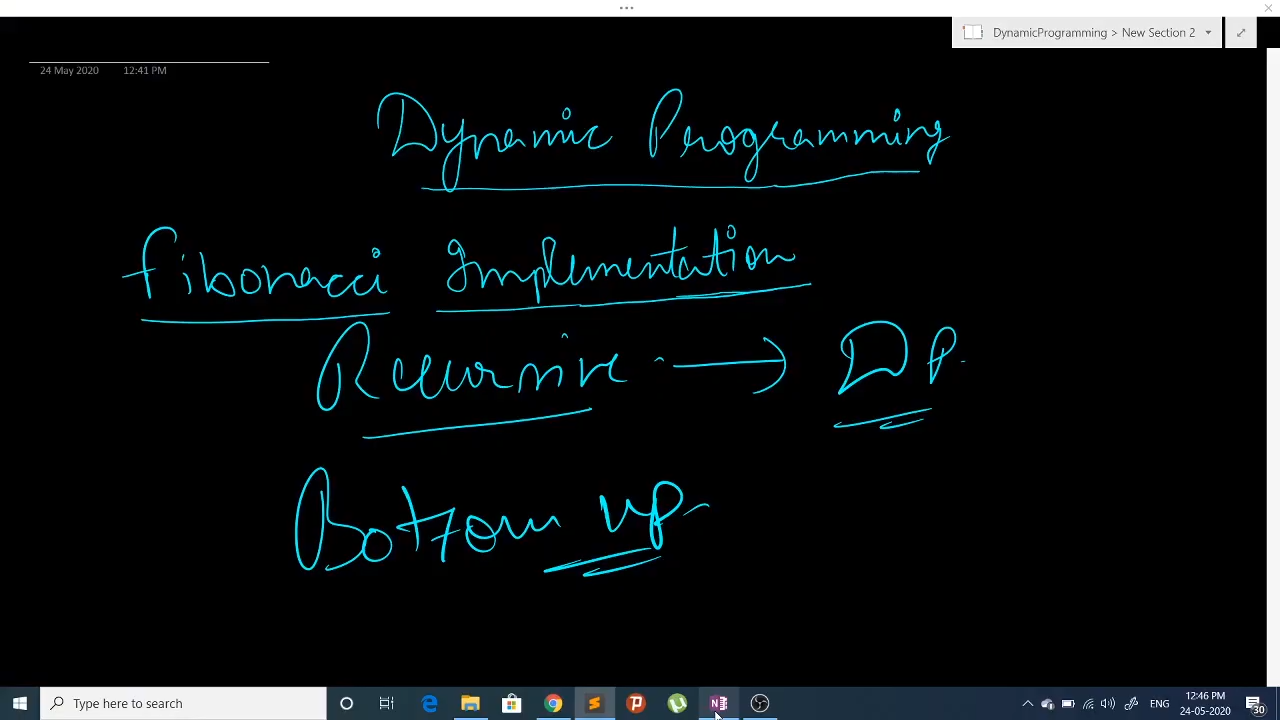 DynamicProgramming > New Section 2
24 May 2020 12:41 PM
Dynamic Programming
Fibonacci Implementation
Recursive → DP
Bottom up
Type here to search
ENG
12:46 PM
24-05-2020
30